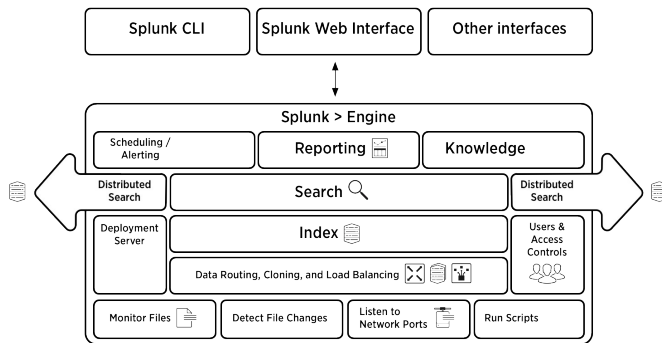 Splunk CLI
Splunk Web Interface
Other interfaces
Splunk > Engine
Scheduling /
Alerting
Reporting
Knowledge
Distributed
Search
Search
Distributed
Search
Deployment
Server
Index
Users &
Access
Controls
Data Routing, Cloning, and Load Balancing
Monitor Files
Detect File Changes
Listen to
Network Ports
Run Scripts